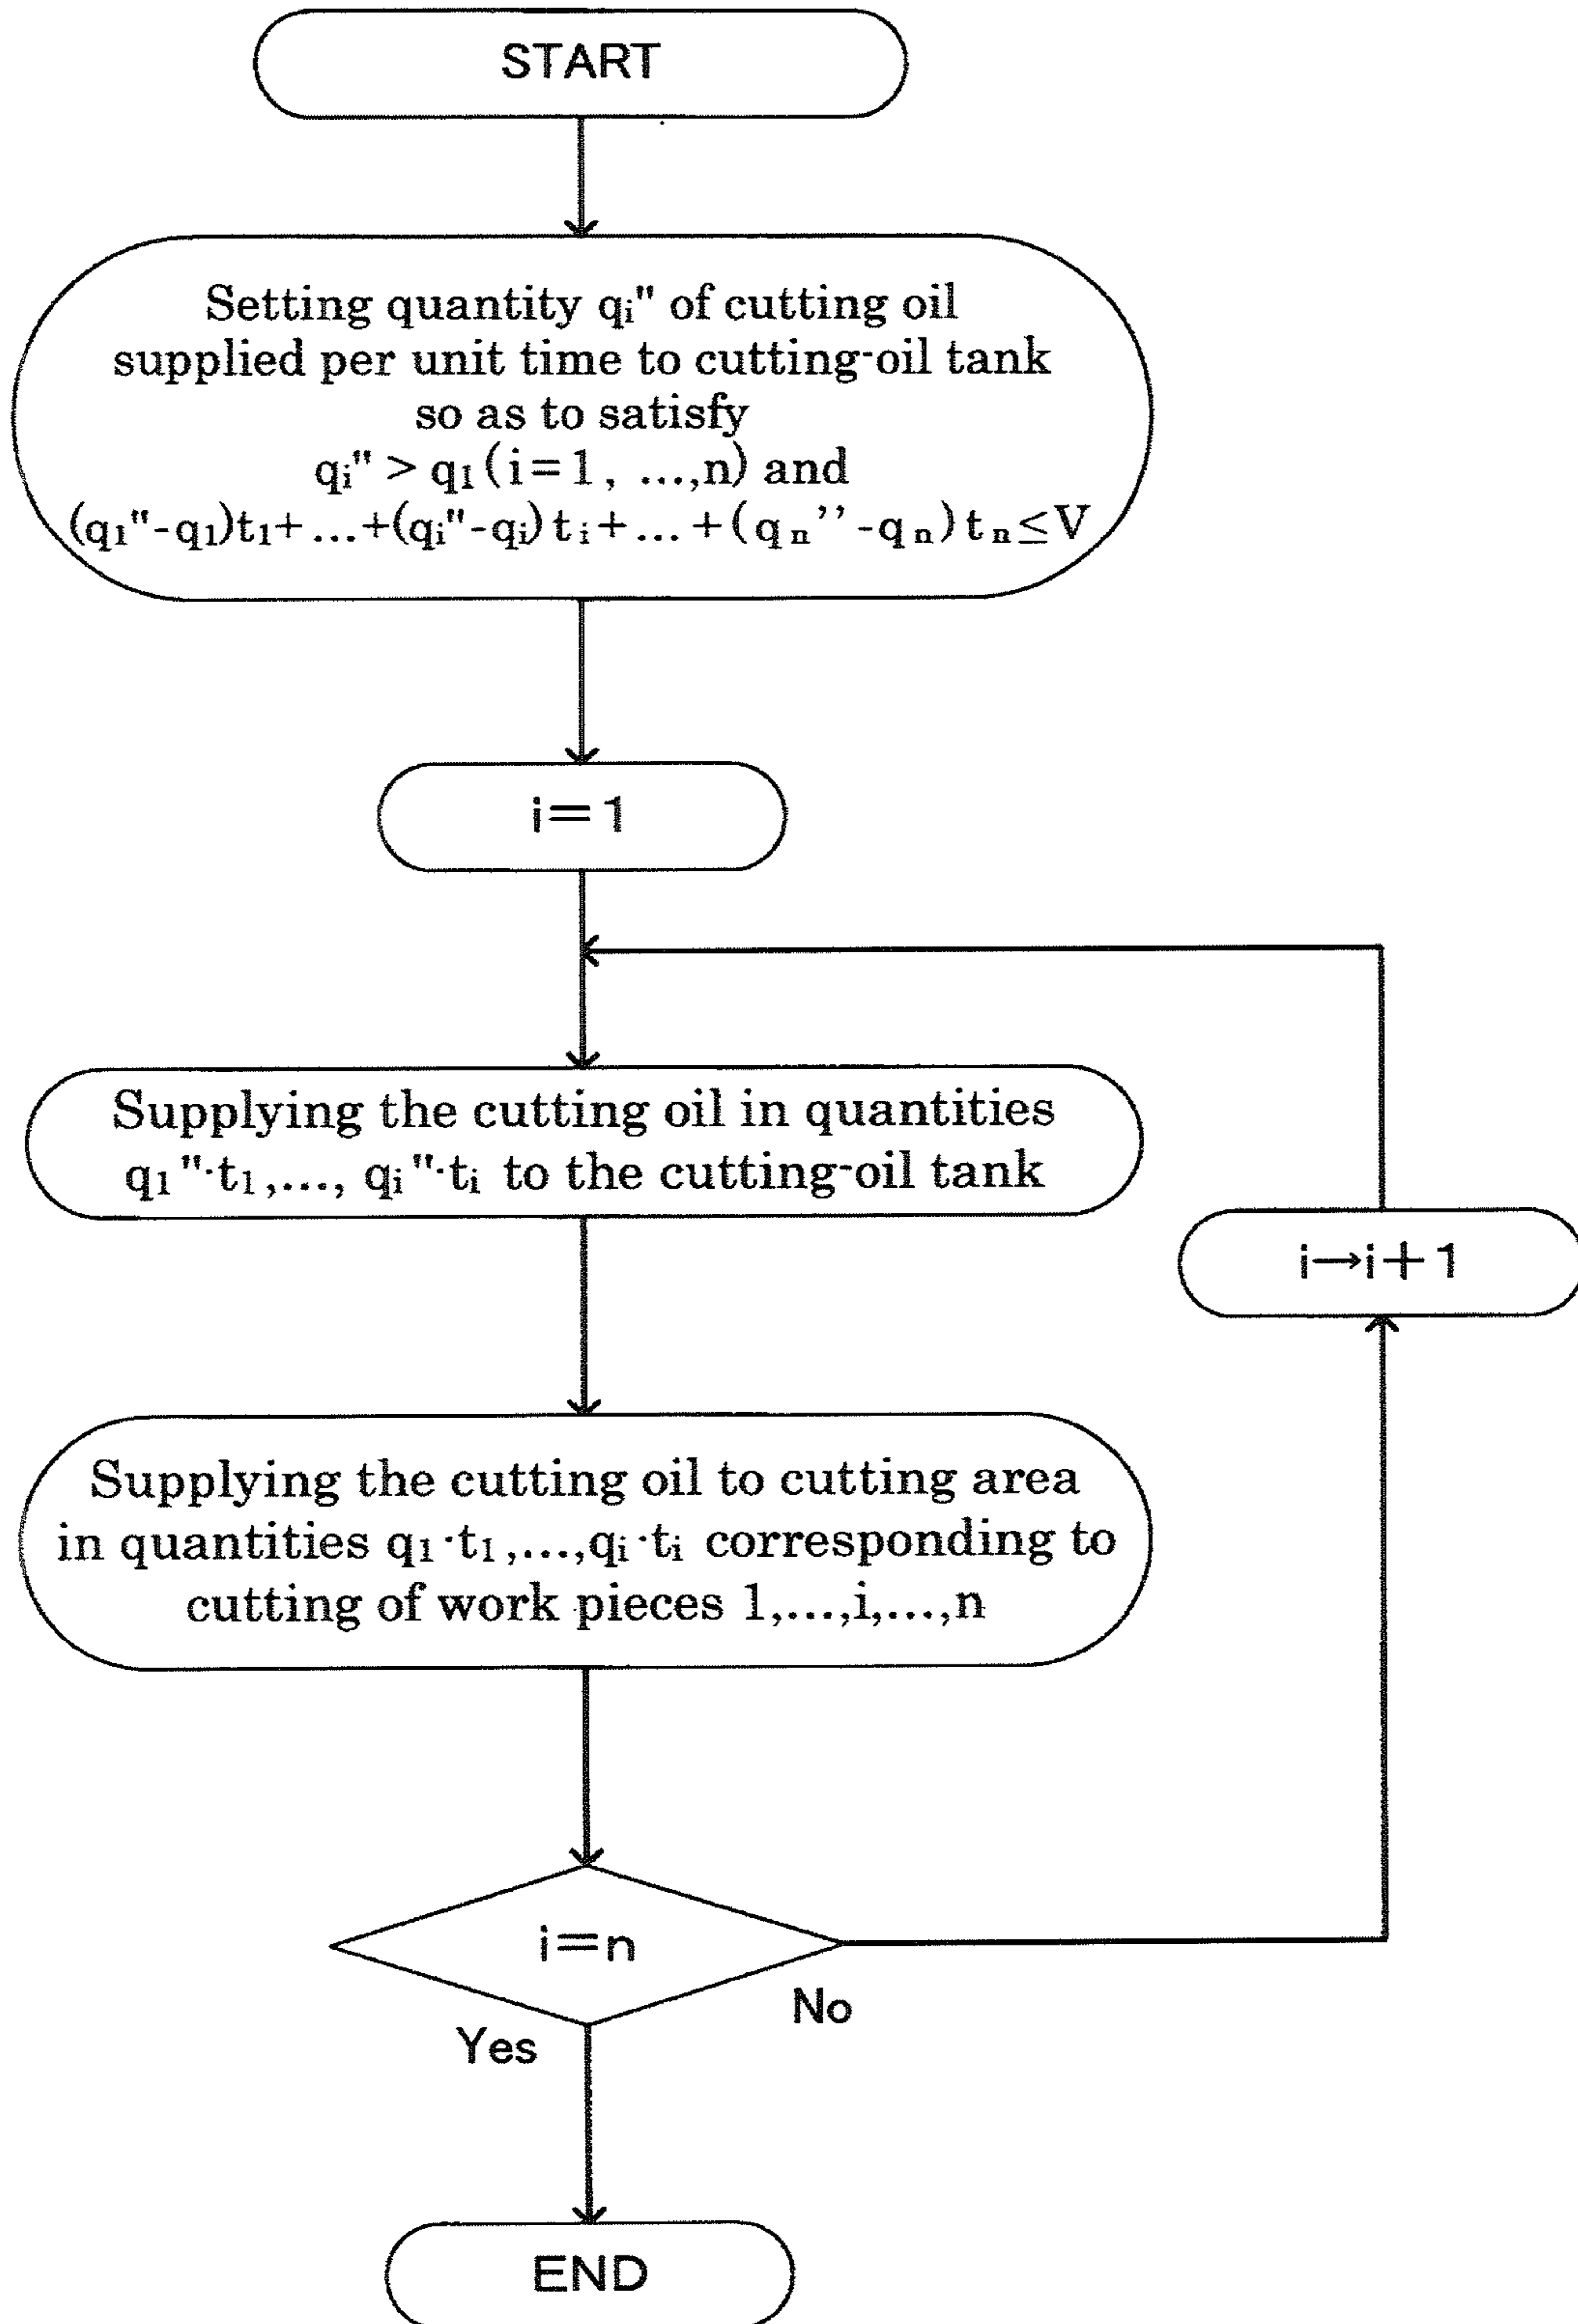 START
Setting quantity qi" of cutting oil
supplied per unit time to cutting-oil tank
so as to satisfy
qi" > q1 (i=1, ...,n) and
(q1"-q1)t1+...+(qi"-qi)ti+...+(qn’’-qn)tn≤V
i=1
Supplying the cutting oil in quantities
q1"·t1,..., qi"·ti to the cutting-oil tank
i→i+1
Supplying the cutting oil to cutting area
in quantities q1·t1,...,qi·ti corresponding to
cutting of work pieces 1,...,i,...,n
i=n
No
Yes
END